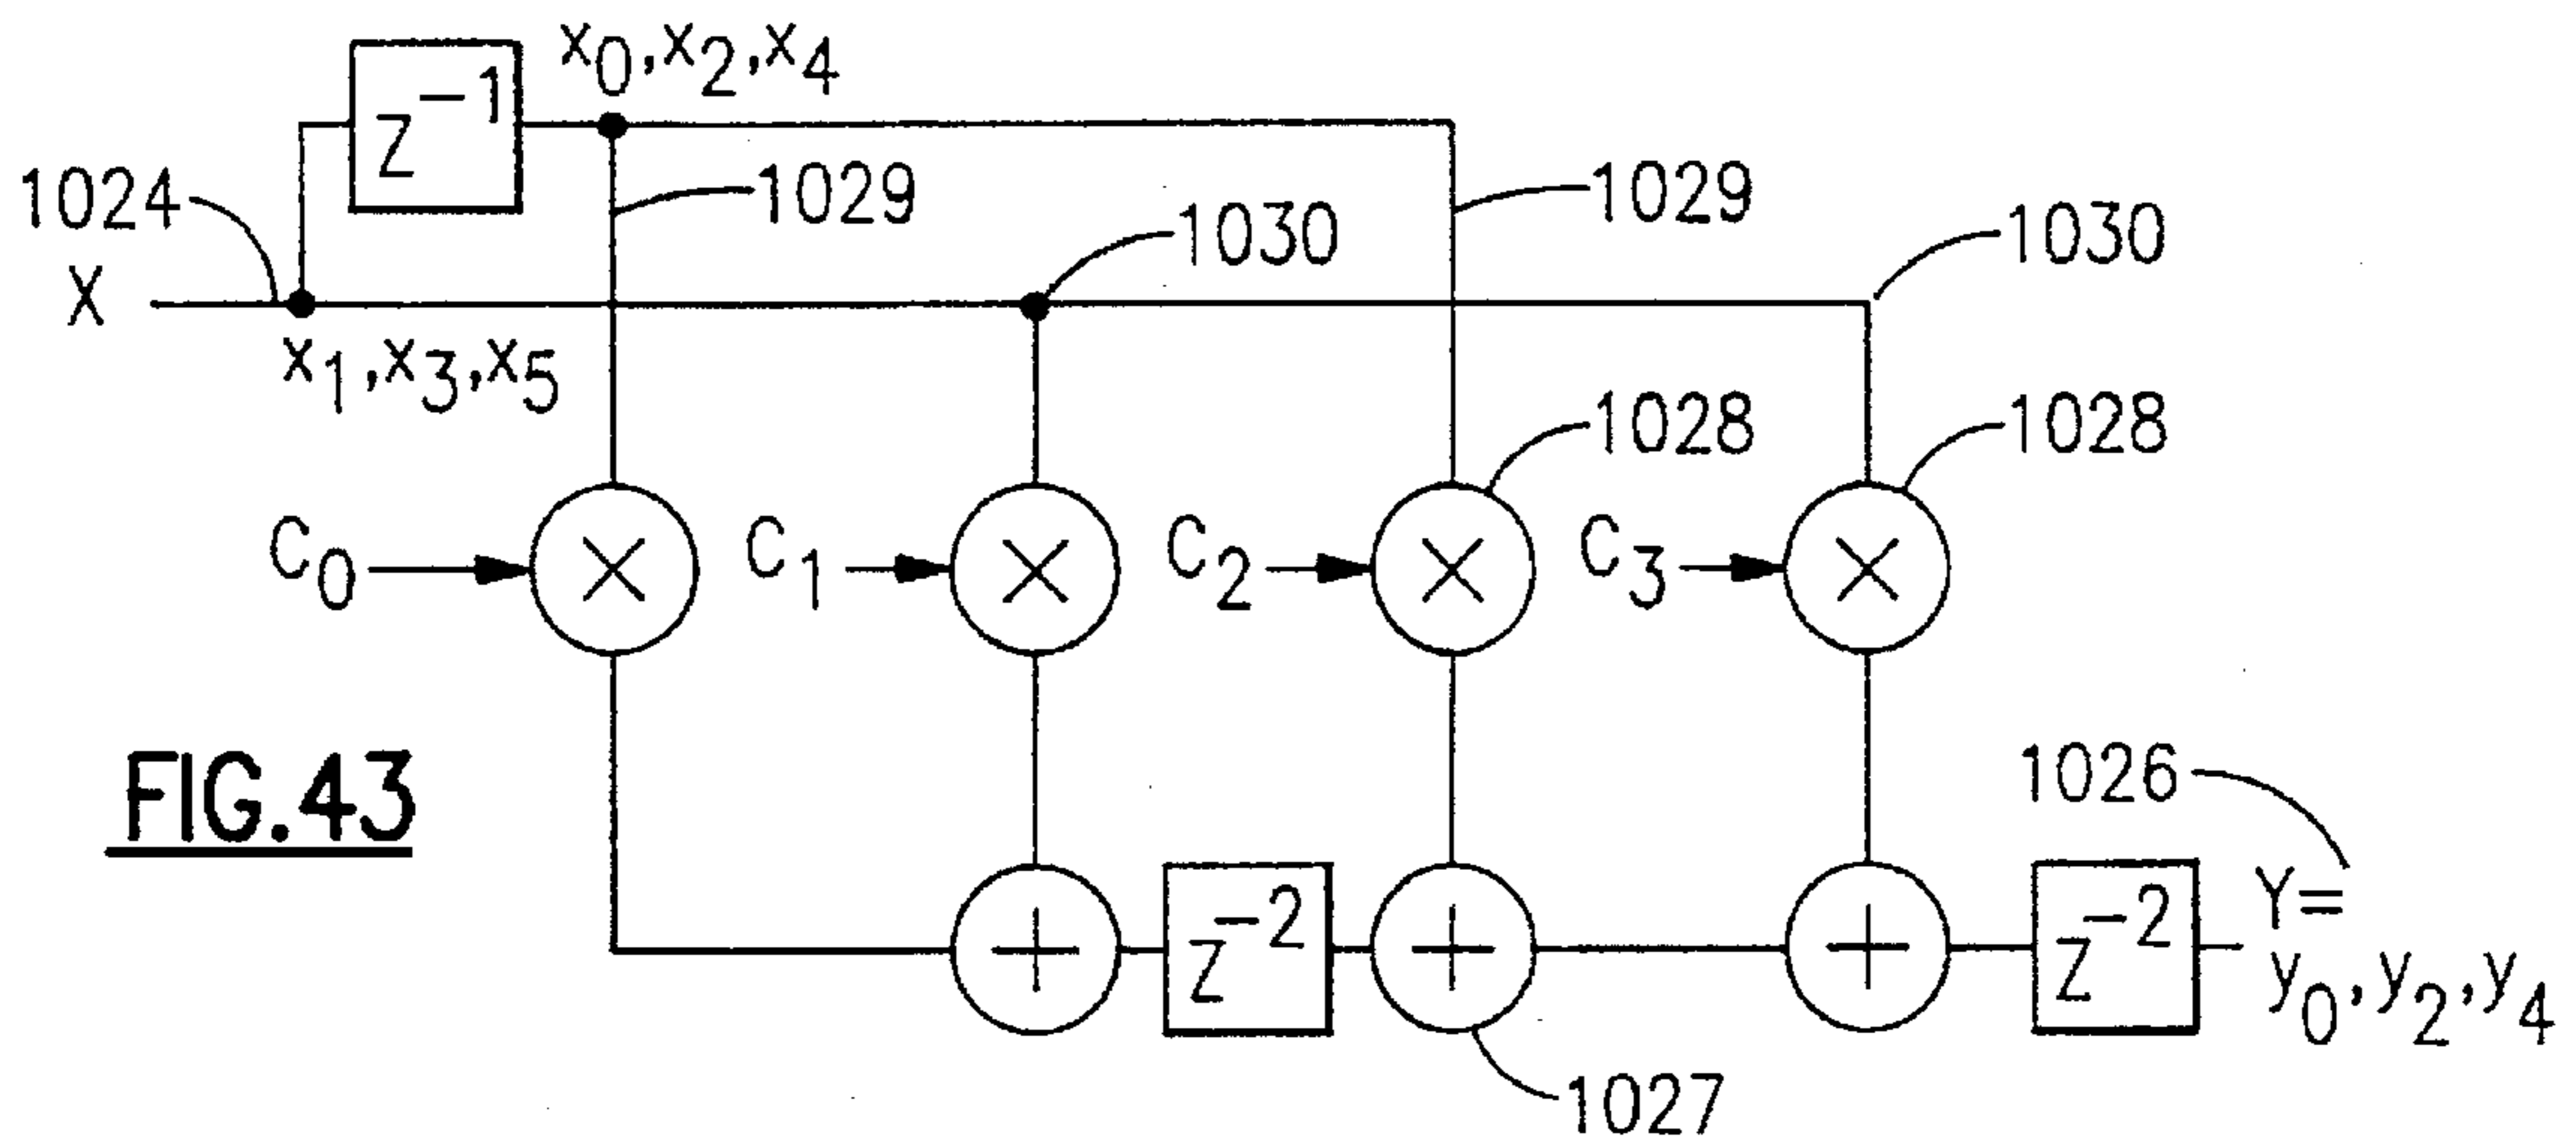 x0,x2,x4
z-1
1024
1029
1029
1030
1030
X
x1,x3,x5
1028
1028
C0
×
C1
×
C2
×
C3
×
FIG.43
1026
+
z-2
+
+
z-2
Y=
y0,y2,y4
1027